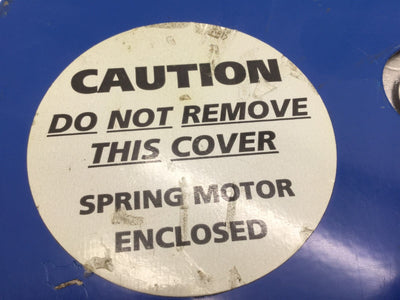 CAUTION
DO NOT REMOVE
THIS COVER
SPRING MOTOR
ENCLOSED